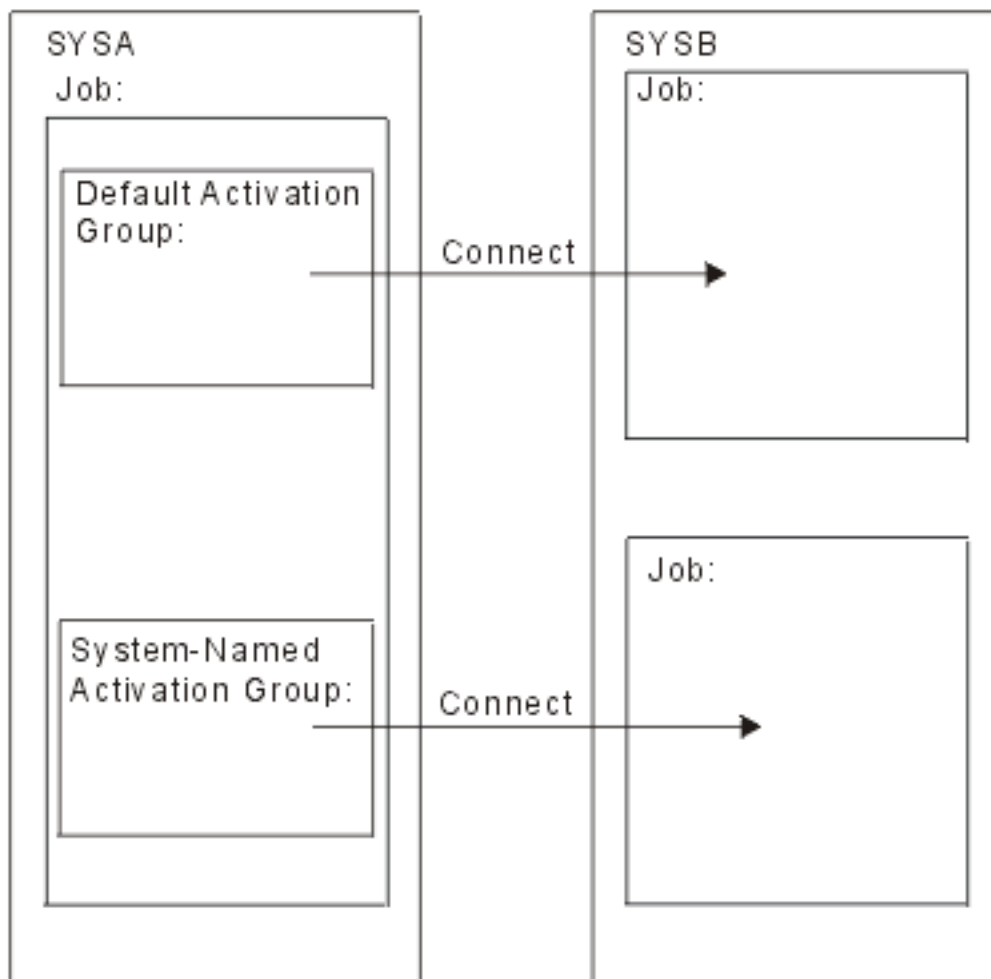 SYSA
Job:
Default Activation
Group:
Connect
System-Named
Activation Group:
Connect
SYSB
Job:
Job: